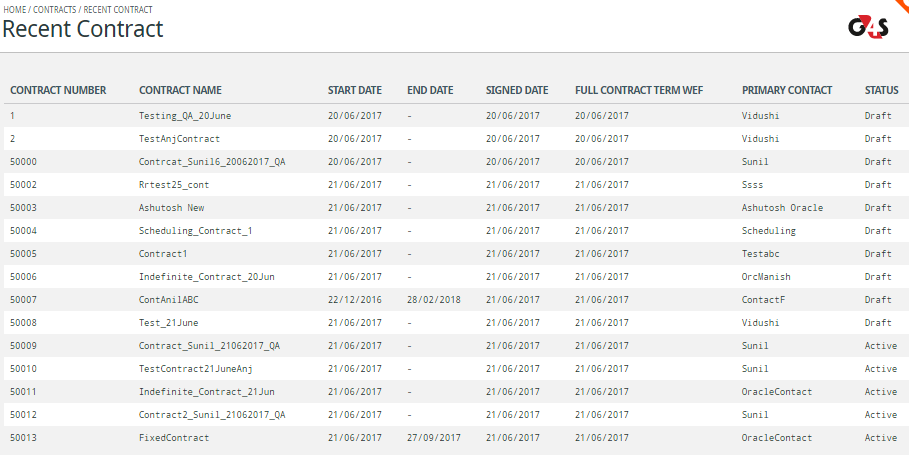 HOME / CONTRACTS / RECENT CONTRACT
Recent Contract
G4S
CONTRACT NUMBER CONTRACT NAME START DATE END DATE SIGNED DATE FULL CONTRACT TERM WEF PRIMARY CONTACT STATUS
1 Testing_QA_20June 20/06/2017 - 20/06/2017 20/06/2017 Vidushi Draft
2 TestAnjContract 20/06/2017 - 20/06/2017 20/06/2017 Vidushi Draft
50000 Contrcat_Sunil6_20062017_QA 20/06/2017 - 20/06/2017 20/06/2017 Sunil Draft
50002 Rrtest25_cont 21/06/2017 - 21/06/2017 21/06/2017 Ssss Draft
50003 Ashutosh New 21/06/2017 - 21/06/2017 21/06/2017 Ashutosh Oracle Draft
50004 Scheduling_Contract_1 21/06/2017 - 21/06/2017 21/06/2017 Scheduling Draft
50005 Contract1 21/06/2017 - 21/06/2017 21/06/2017 Testabc Draft
50006 Indefinite_Contract_20Jun 21/06/2017 - 21/06/2017 21/06/2017 OrcManish Draft
50007 ContAnilABC 22/12/2016 28/02/2018 21/06/2017 21/06/2017 ContactF Draft
50008 Test_21June 21/06/2017 - 21/06/2017 21/06/2017 Vidushi Draft
50009 Contract_Sunil_21062017_QA 21/06/2017 - 21/06/2017 21/06/2017 Sunil Active
50010 TestContract21JuneAnj 21/06/2017 - 21/06/2017 21/06/2017 Sunil Active
50011 Indefinite_Contract_21Jun 21/06/2017 - 21/06/2017 21/06/2017 OracleContact Active
50012 Contract2_Sunil_21062017_QA 21/06/2017 - 21/06/2017 21/06/2017 Sunil Active
50013 FixedContract 21/06/2017 27/09/2017 21/06/2017 21/06/2017 OracleContact Active